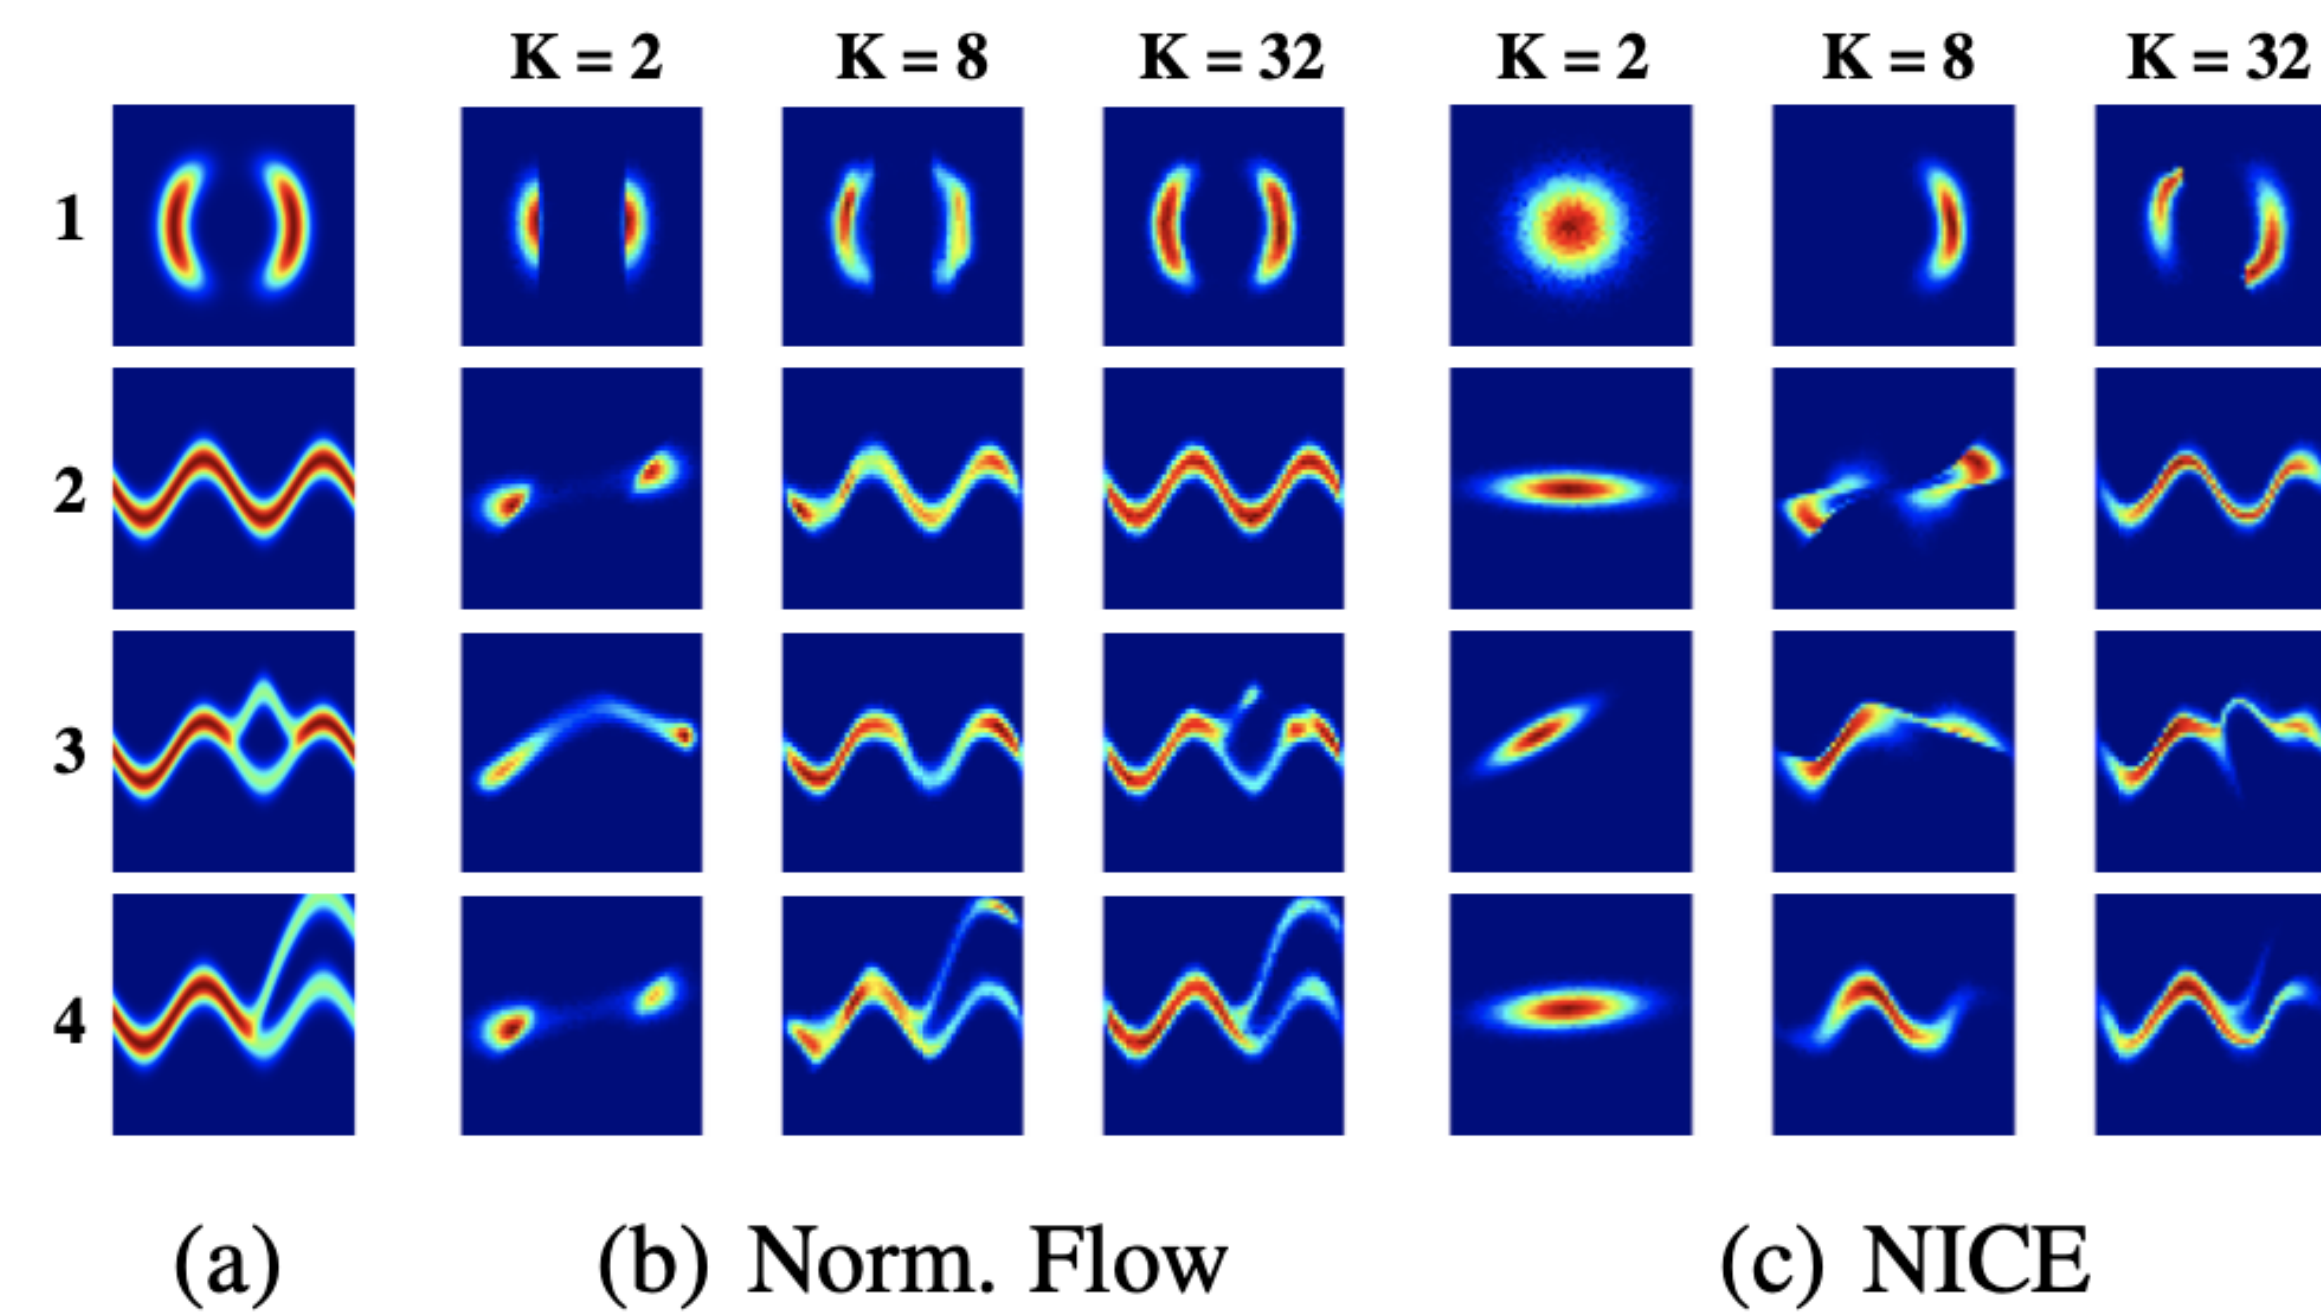 K = 2 K = 8 K = 32 K = 2 K = 8 K = 32
1
2
3
4
(a) (b) Norm. Flow (c) NICE